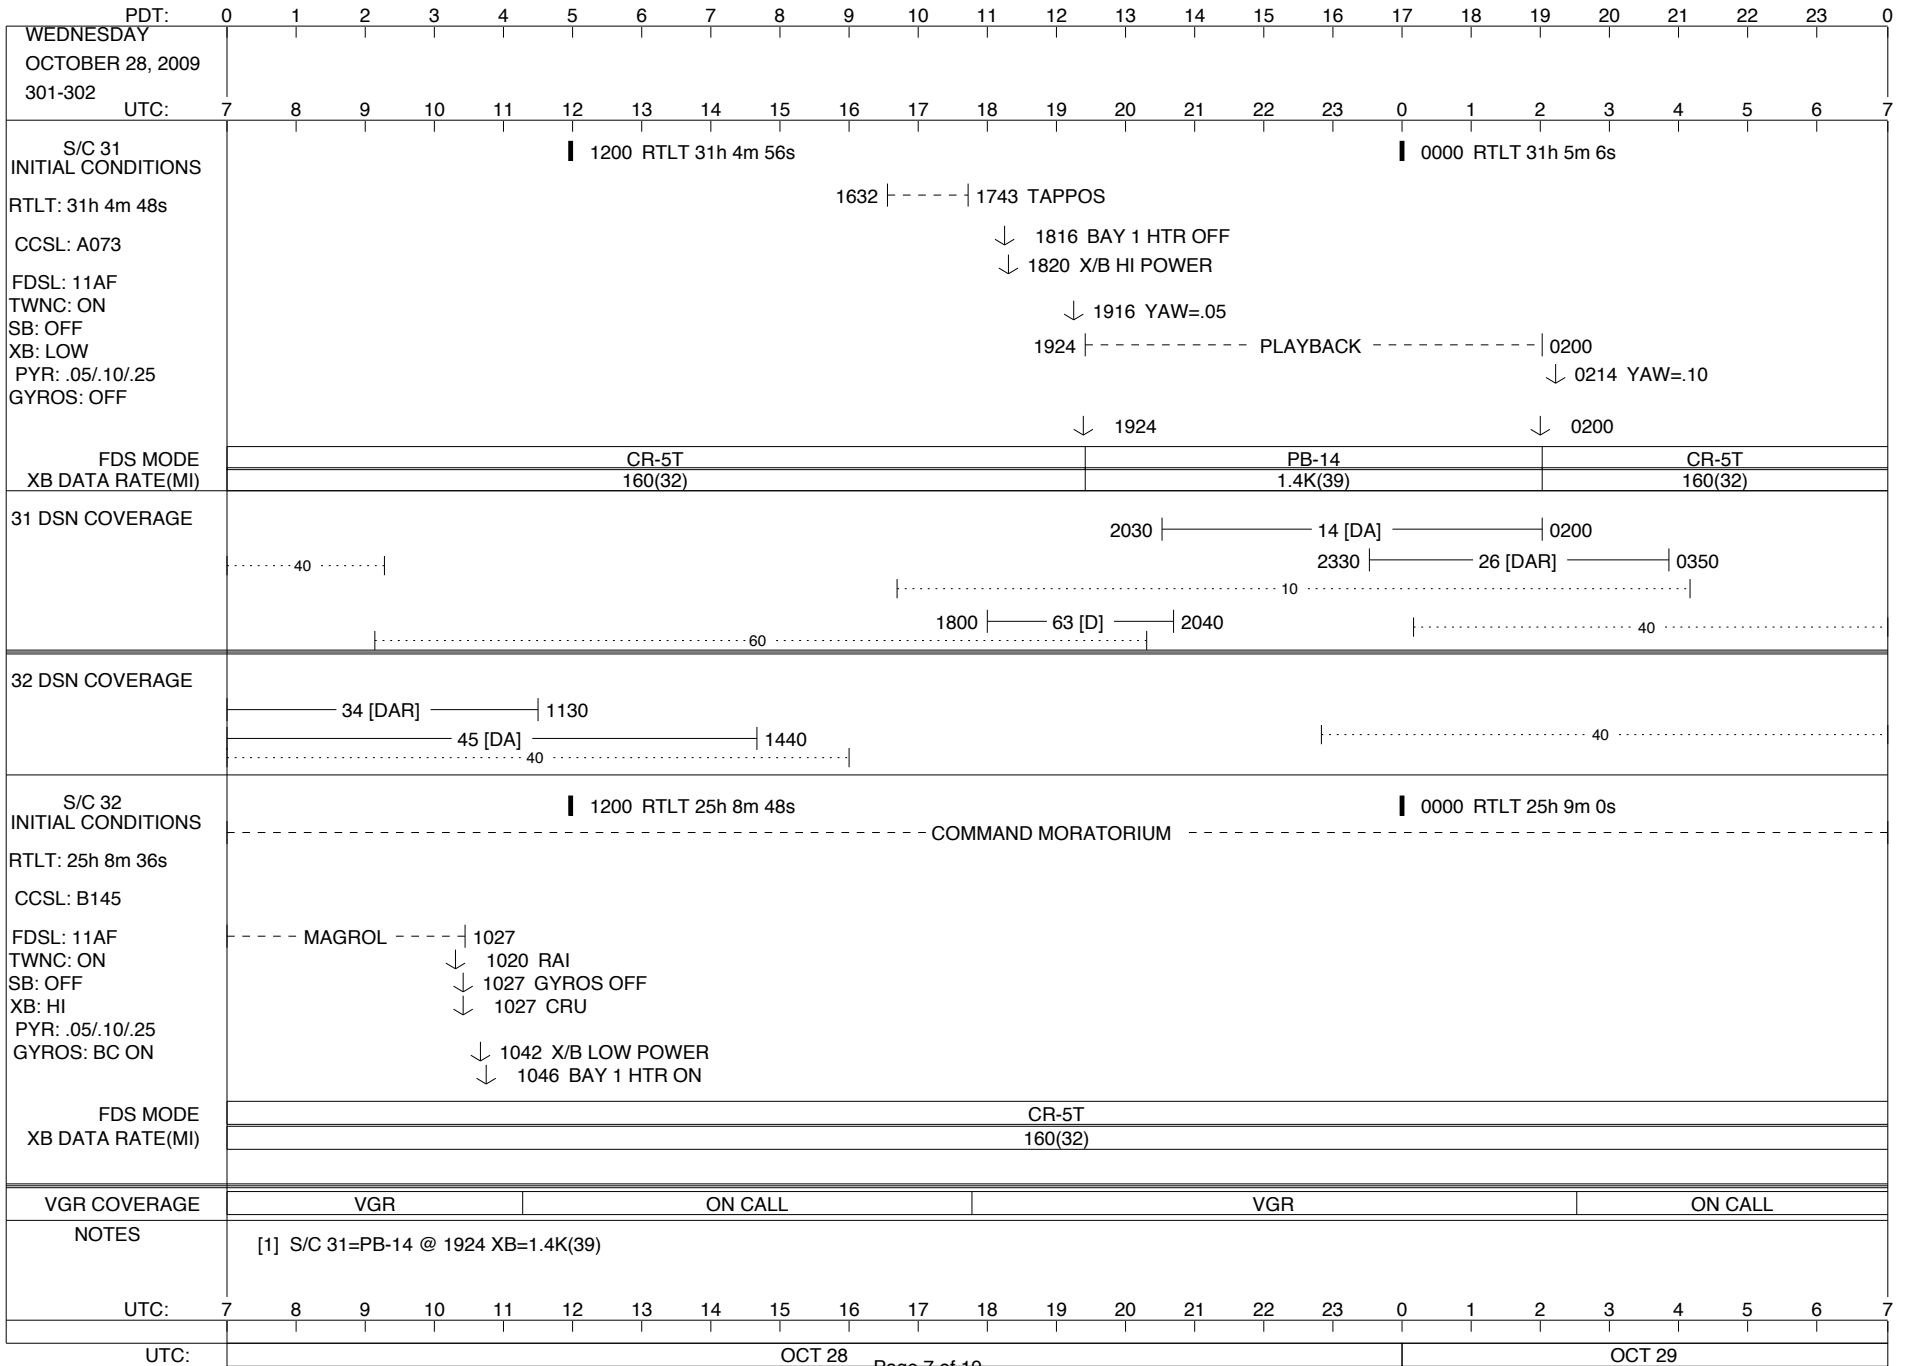 PDT: 0 1 2 3 4 5 6 7 8 9 10 11 12 13 14 15 16 17 18 19 20 21 22 23 0
WEDNESDAY
OCTOBER 28, 2009
301-302
UTC: 7 8 9 10 11 12 13 14 15 16 17 18 19 20 21 22 23 0 1 2 3 4 5 6 7
S/C 31
INITIAL CONDITIONS
1200 RTLT 31h 4m 56s
0000 RTLT 31h 5m 6s
RTLT: 31h 4m 48s
1632 1743 TAPPOS
CCSL: A073
1816 BAY 1 HTR OFF
1820 X/B HI POWER
FDSL: 11AF
TWNC: ON
1916 YAW=.05
SB: OFF
XB: LOW
1924 PLAYBACK 0200
PYR: .05/.10/.25
0214 YAW=.10
GYROS: OFF
1924 0200
FDS MODE CR-5T PB-14 CR-5T
XB DATA RATE(MI) 160(32) 1.4K(39) 160(32)
31 DSN COVERAGE
2030 14 [DA] 0200
2330 26 [DAR] 0350
40
10
1800 63 [D] 2040
40
60
32 DSN COVERAGE
34 [DAR] 1130
45 [DA] 1440
40
40
S/C 32
INITIAL CONDITIONS
1200 RTLT 25h 8m 48s
0000 RTLT 25h 9m 0s
COMMAND MORATORIUM
RTLT: 25h 8m 36s
CCSL: B145
FDSL: 11AF
MAGROL 1027
TWNC: ON
1020 RAI
SB: OFF
1027 GYROS OFF
XB: HI
1027 CRU
PYR: .05/.10/.25
GYROS: BC ON
1042 X/B LOW POWER
1046 BAY 1 HTR ON
FDS MODE CR-5T
XB DATA RATE(MI) 160(32)
VGR COVERAGE VGR ON CALL VGR ON CALL
NOTES
[1] S/C 31=PB-14 @ 1924 XB=1.4K(39)
UTC: 7 8 9 10 11 12 13 14 15 16 17 18 19 20 21 22 23 0 1 2 3 4 5 6 7
UTC: OCT 28 OCT 29
Page 7 of 19